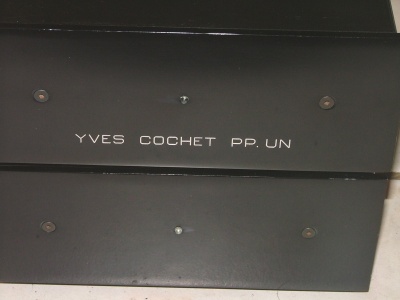 YVES COCHET PP. UN